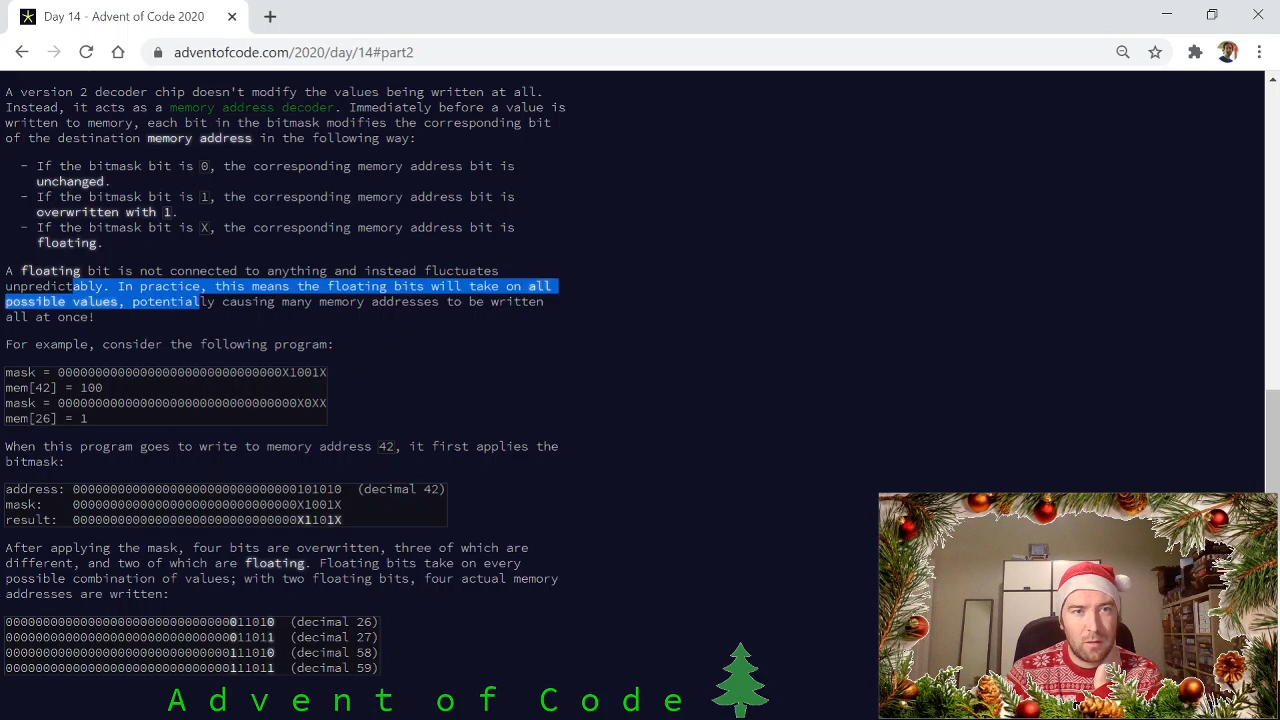 Day 14 - Advent of Code 2020
adventofcode.com/2020/day/14#part2
A version 2 decoder chip doesn't modify the values being written at all.
Instead, it acts as a memory address decoder. Immediately before a value is
written to memory, each bit in the bitmask modifies the corresponding bit
of the destination memory address in the following way:
- If the bitmask bit is 0, the corresponding memory address bit is
unchanged.
- If the bitmask bit is 1, the corresponding memory address bit is
overwritten with 1.
- If the bitmask bit is X, the corresponding memory address bit is
floating.
A floating bit is not connected to anything and instead fluctuates
unpredictably. In practice, this means the floating bits will take on all
possible values, potentially causing many memory addresses to be written
all at once!
For example, consider the following program:
mask = 000000000000000000000000000000X1001X
mem[42] = 100
mask = 00000000000000000000000000000000X0XX
mem[26] = 1
When this program goes to write to memory address 42, it first applies the
bitmask:
address: 000000000000000000000000000000101010 (decimal 42)
mask: 000000000000000000000000000000X1001X
result: 000000000000000000000000000000X1101X
After applying the mask, four bits are overwritten, three of which are
different, and two of which are floating. Floating bits take on every
possible combination of values; with two floating bits, four actual memory
addresses are written:
000000000000000000000000000000011010 (decimal 26)
000000000000000000000000000000011011 (decimal 27)
000000000000000000000000000000111010 (decimal 58)
000000000000000000000000000000111011 (decimal 59)
Advent of Code